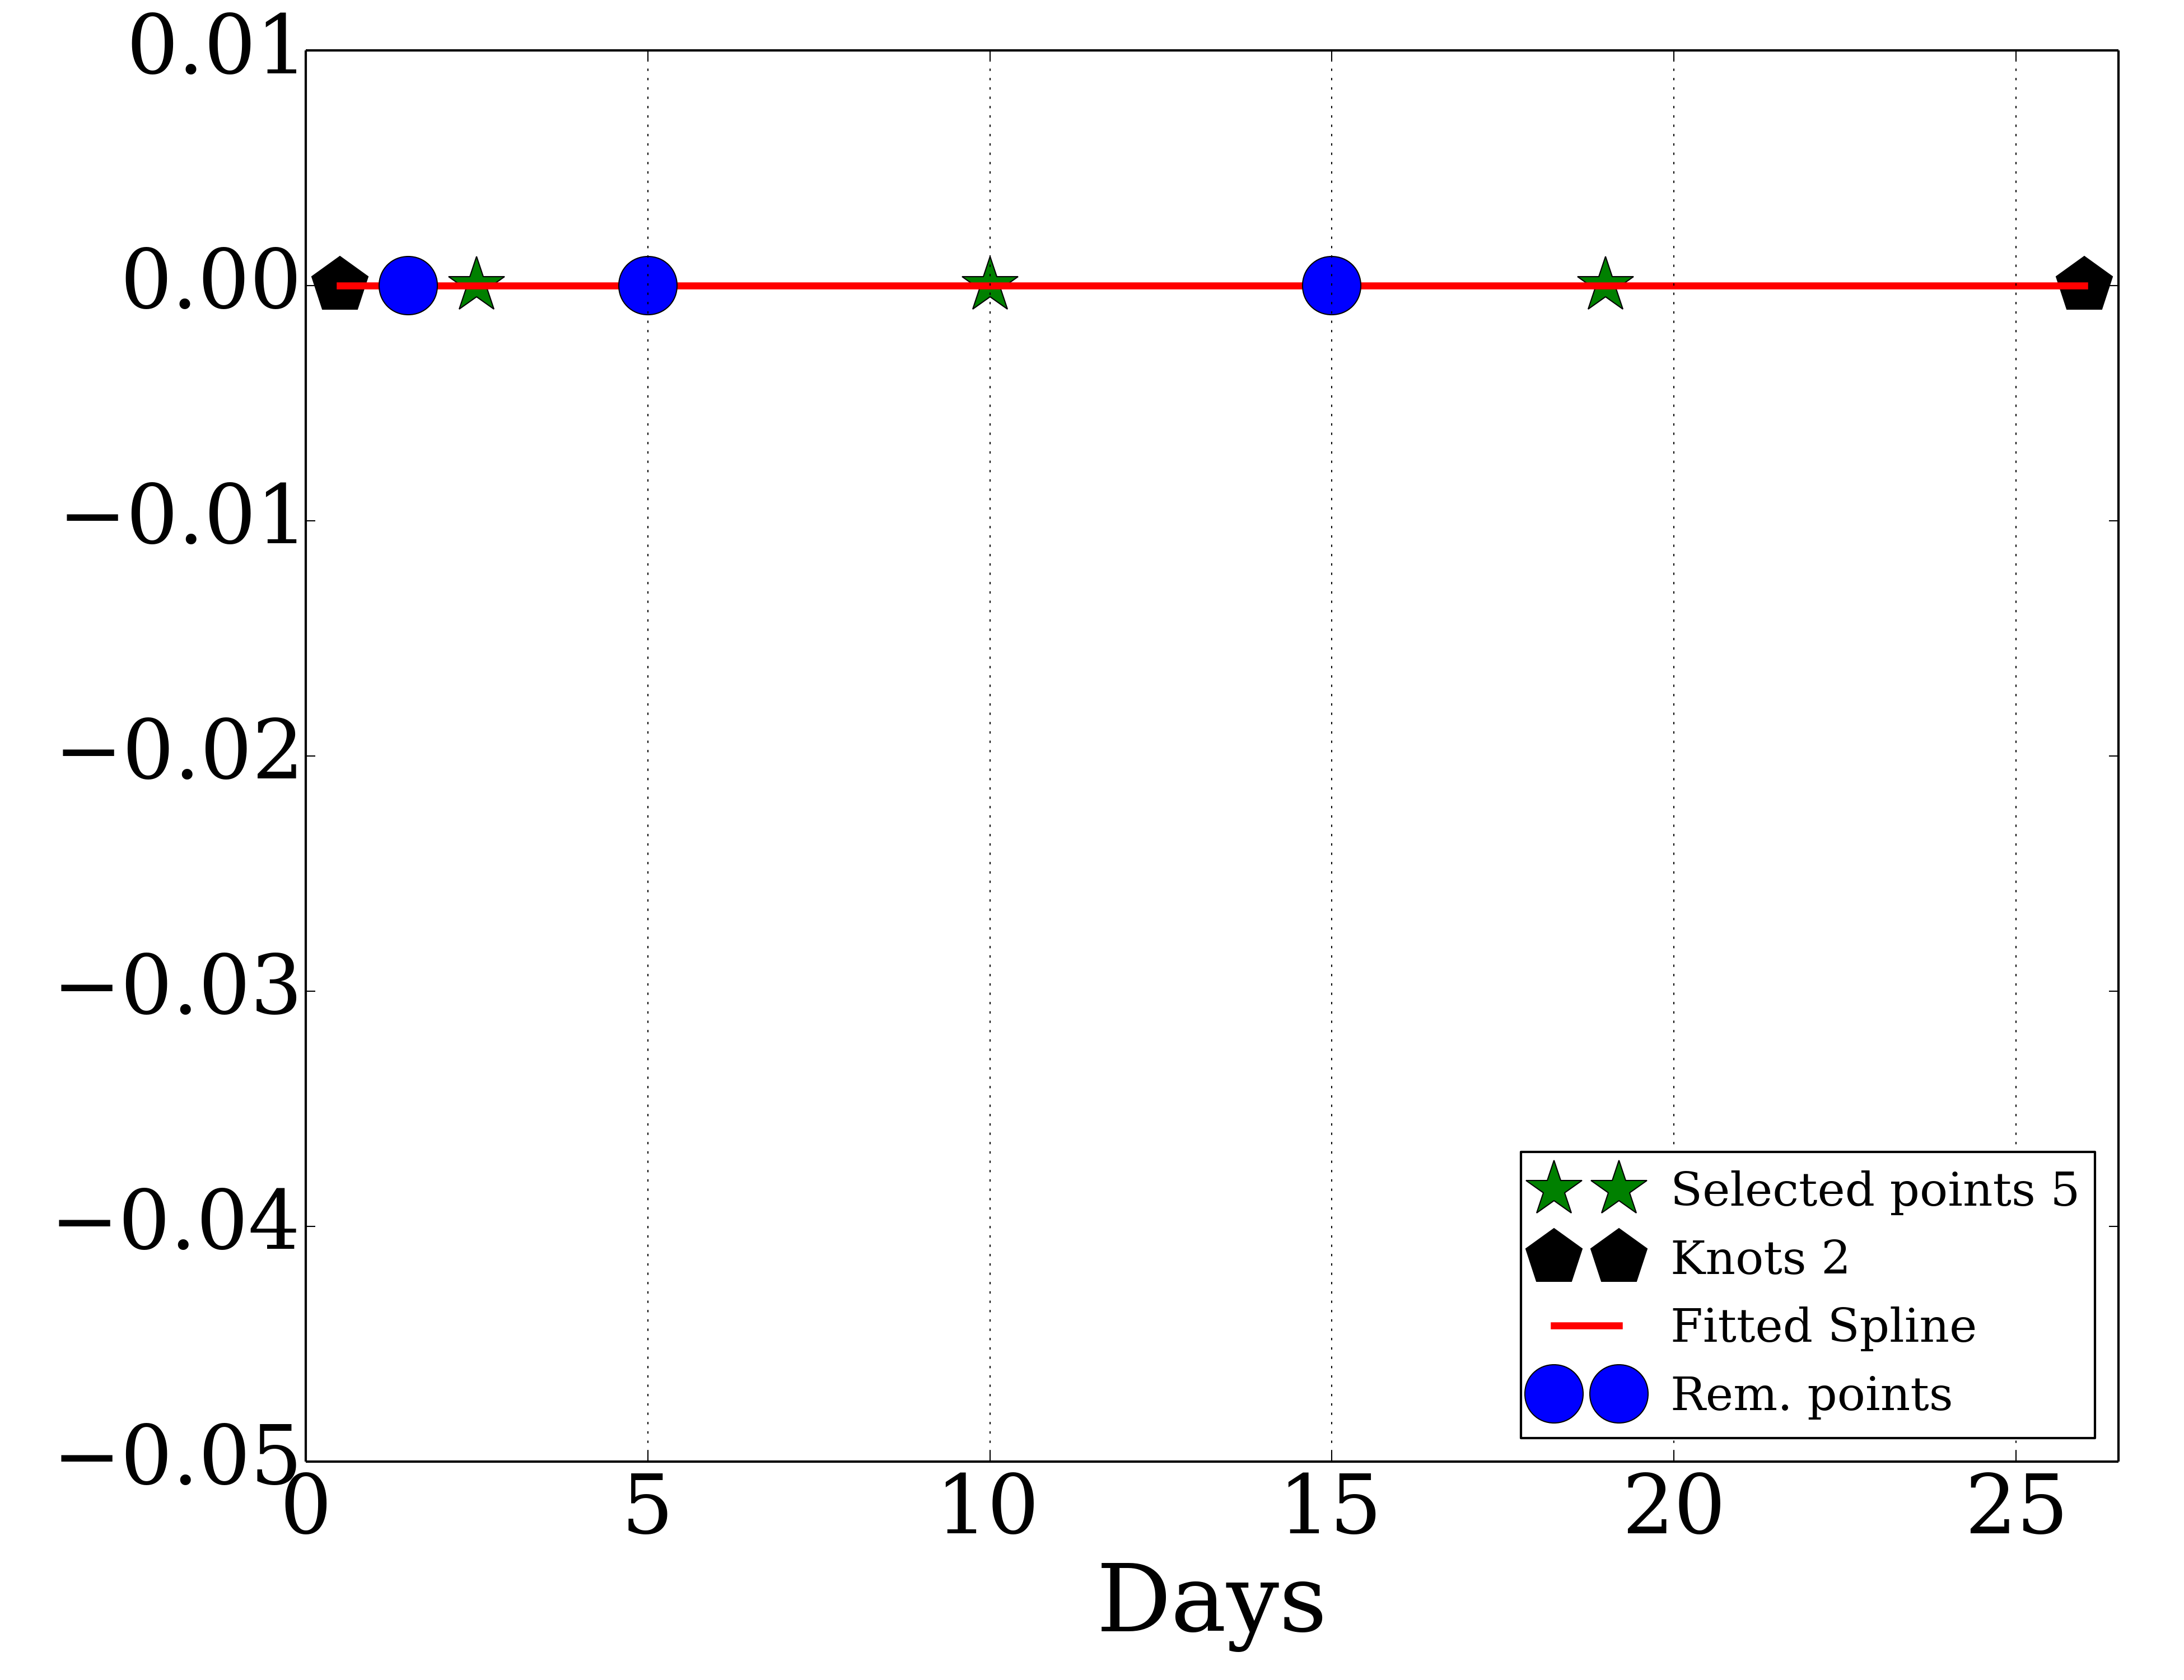 0.01
0.00
−0.01
−0.02
−0.03
−0.04
−0.05
0 5 10 15 20 25
Days
Selected points 5
Knots 2
Fitted Spline
Rem. points